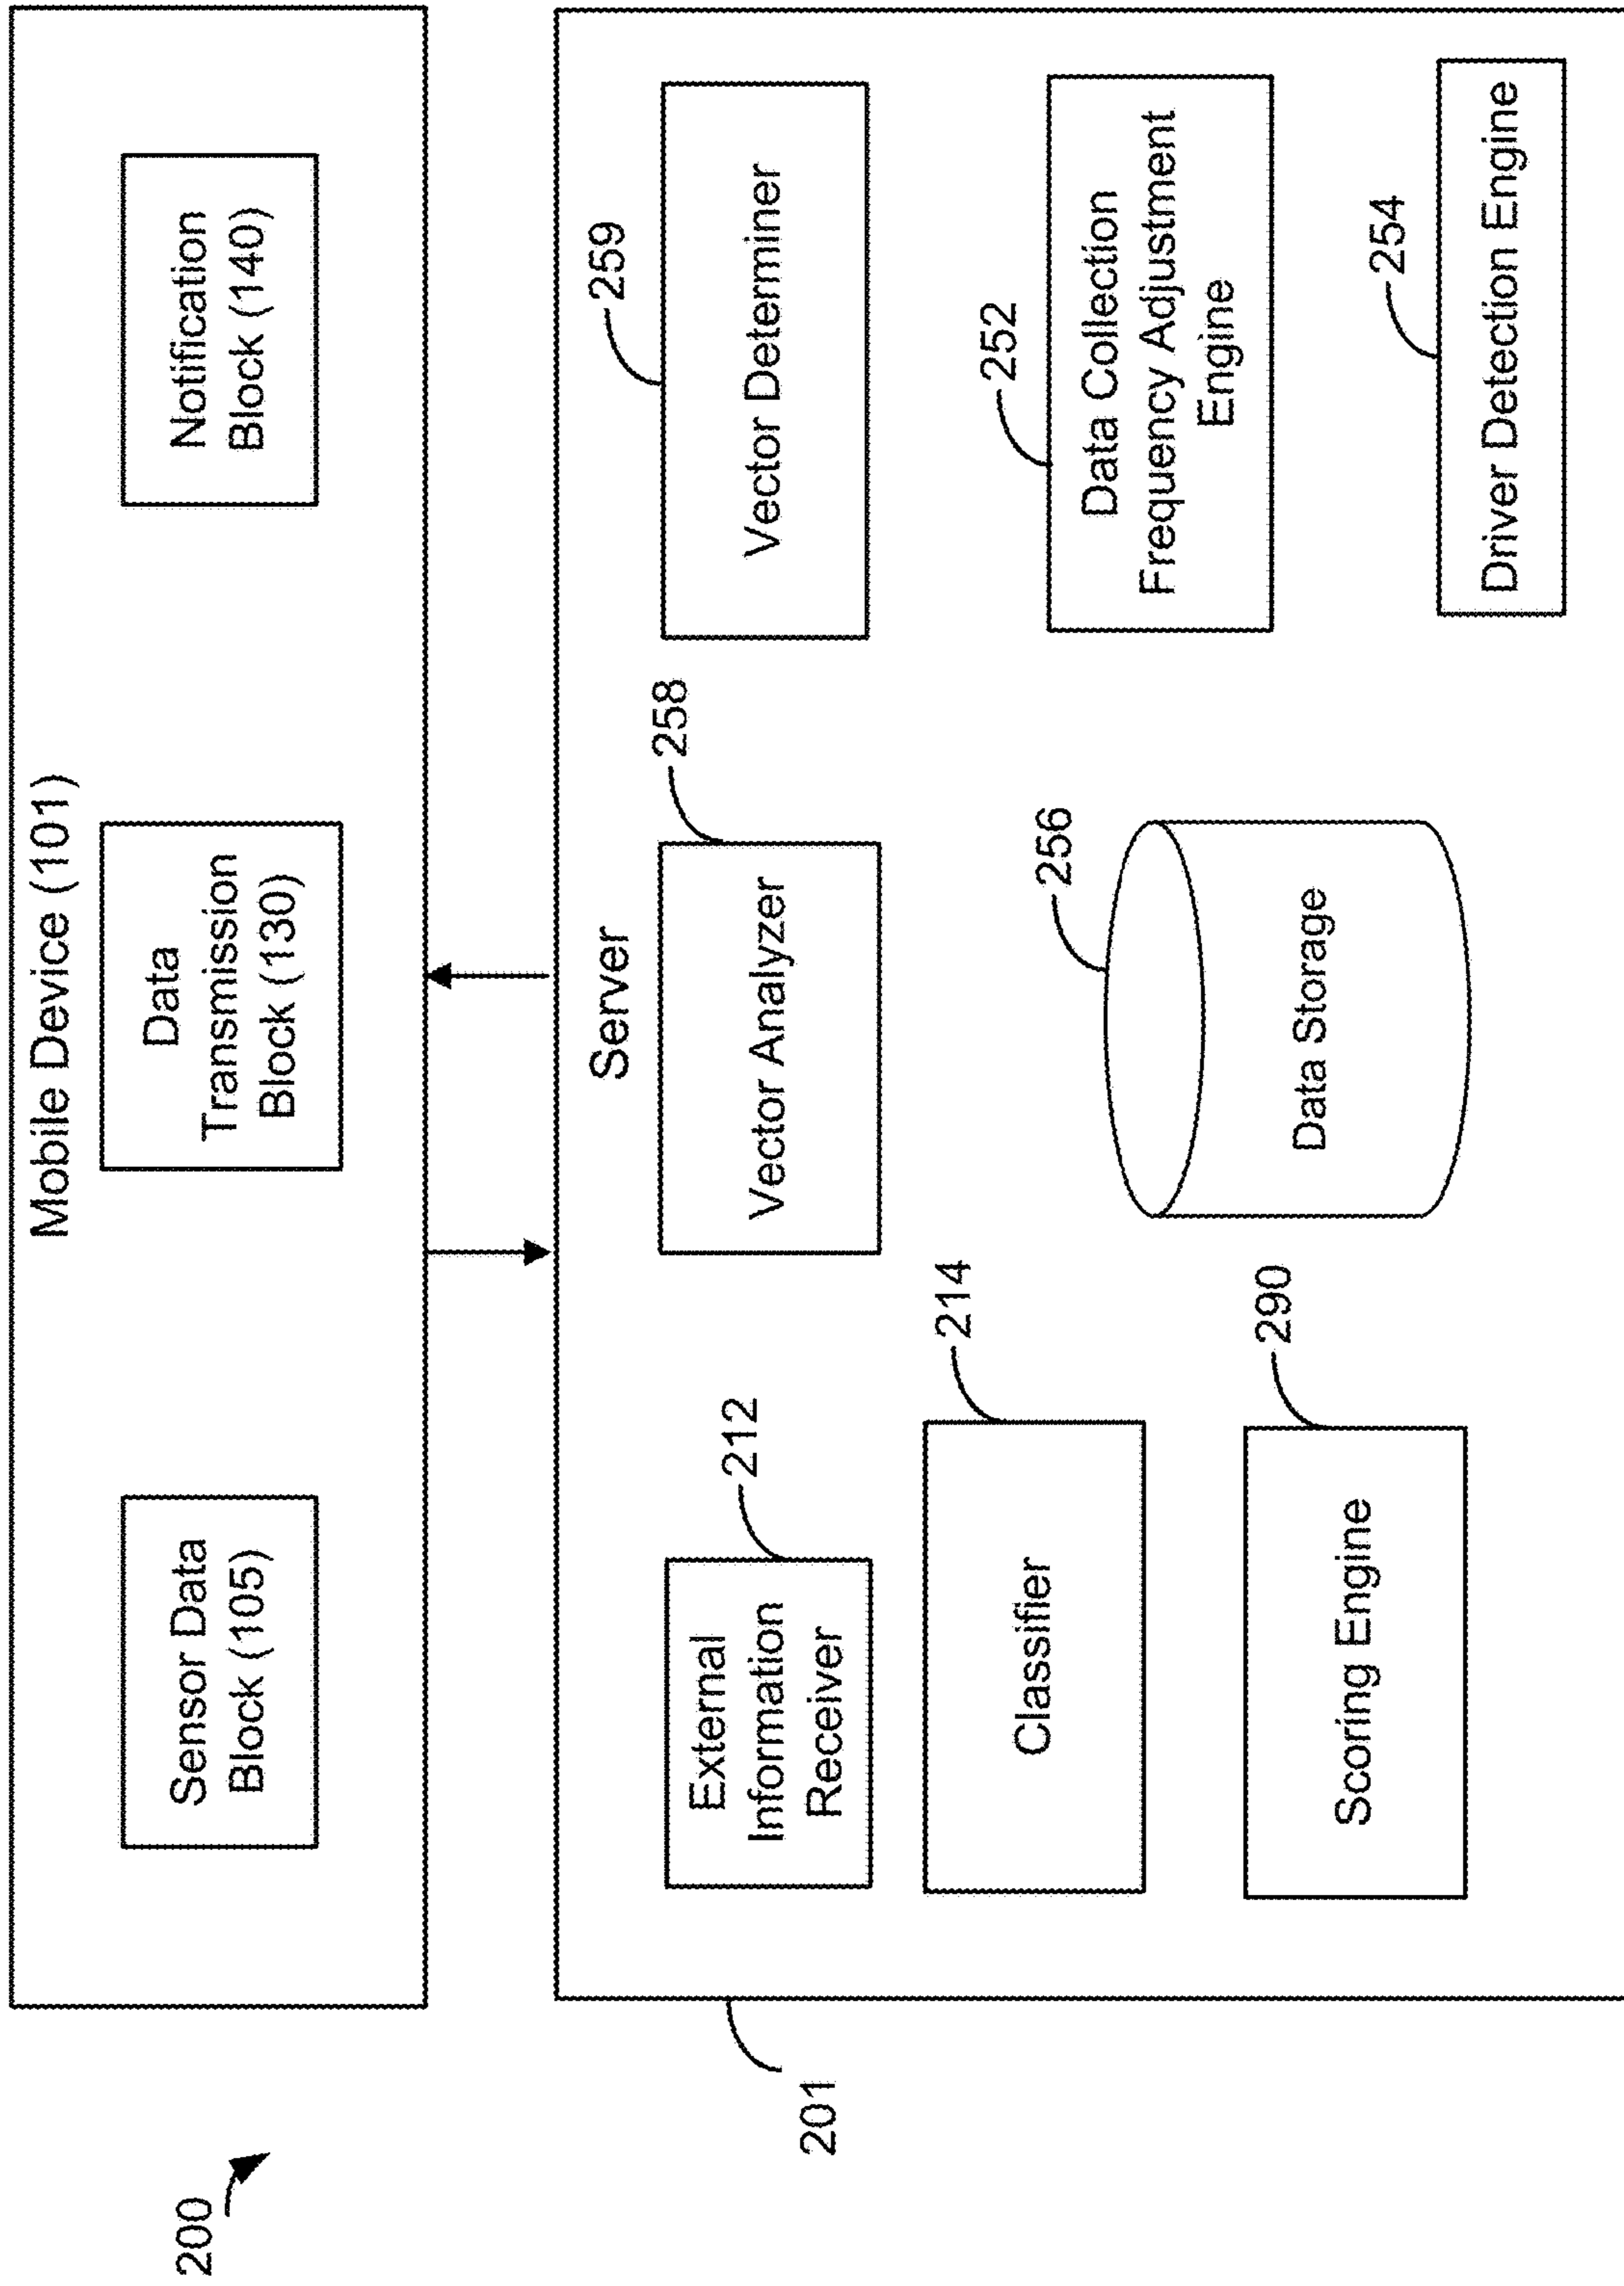 200
Mobile Device (101)
Sensor Data
Block (105)
Data
Transmission
Block (130)
Notification
Block (140)
201
Server
External
Information
Receiver
212
Vector Analyzer
258
Vector Determiner
259
Classifier
214
Data Storage
256
Data Collection
Frequency Adjustment
Engine
252
Scoring Engine
290
Driver Detection Engine
254